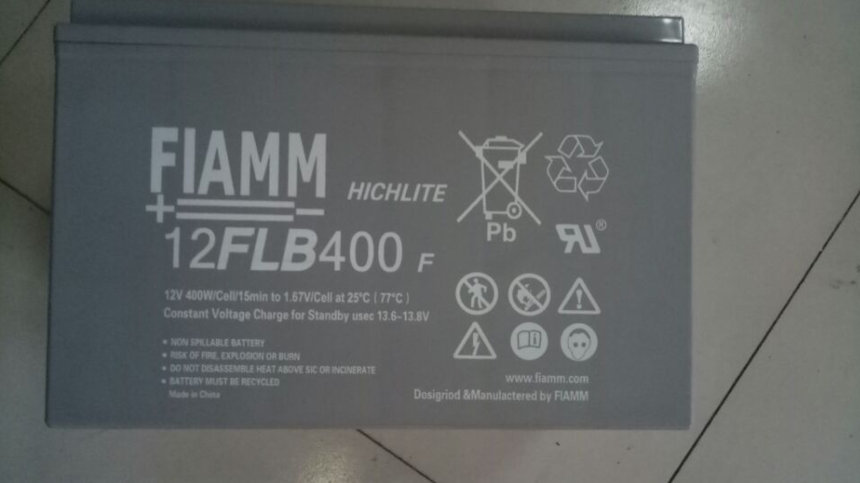 FIAMM
HICHLITE
12FLB400 F
12V 400W/Cell/15min to 1.67V/Cell at 25°C ( 77°C )
Constant Voltage Charge for Standby usec 13.6-13.8V
• NON SPILLABLE BATTERY
• RISK OF FIRE, EXPLOSION OR BURN
• DO NOT DISASSEMBLE HEAT ABOVE SIC OR INCINERATE
• BATTERY MUST BE RECYCLED
Made in China
Pb
®
www.fiamm.com
Dosigriod &Manulactered by FIAMM